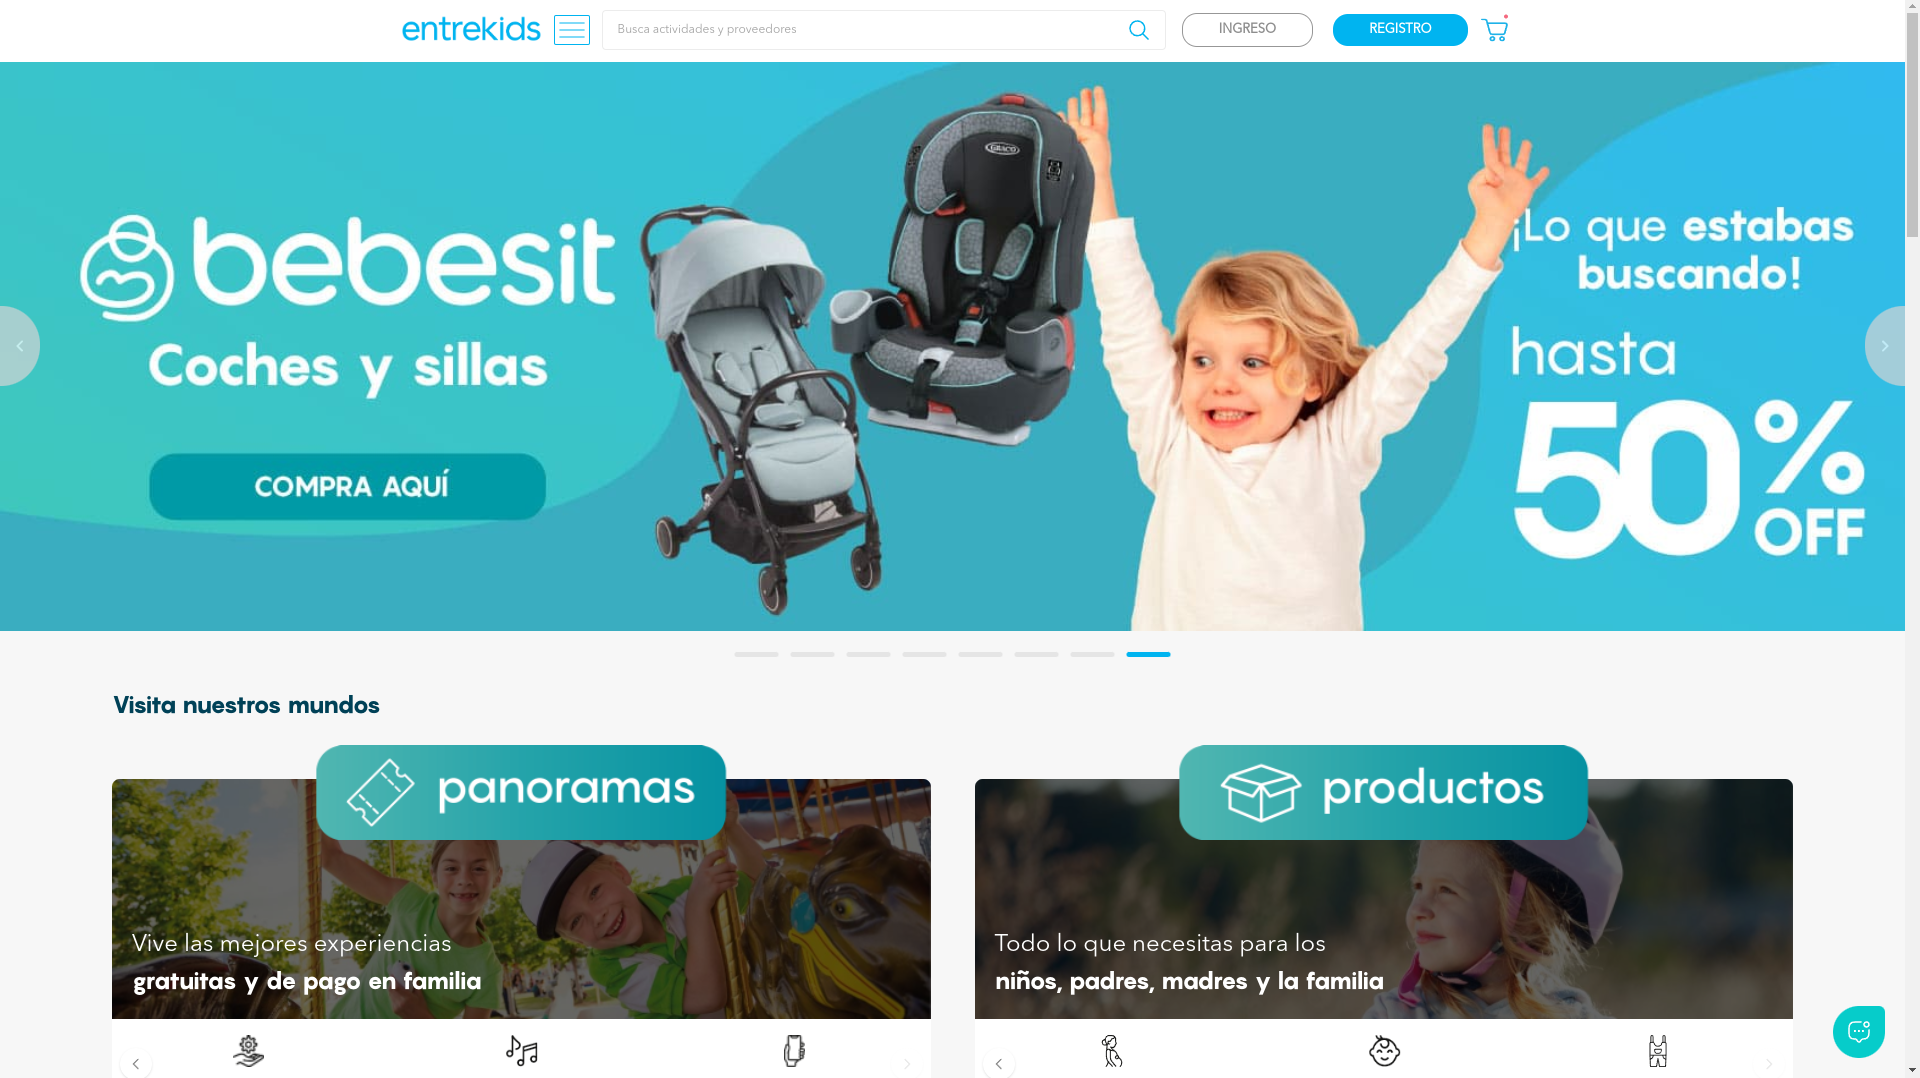 entrekids
Busca actividades y proveedores
INGRESO
REGISTRO
bebesit
Coches y sillas
COMPRA AQUÍ
GRACO
¡Lo que estabas
buscando!
hasta
50%
OFF
Visita nuestros mundos
panoramas
Vive las mejores experiencias
gratuitas y de pago en familia
productos
Todo lo que necesitas para los
niños, padres, madres y la familia